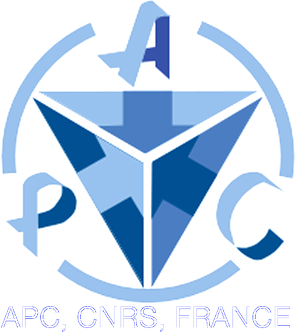 A
P C
APC, CNRS, FRANCE